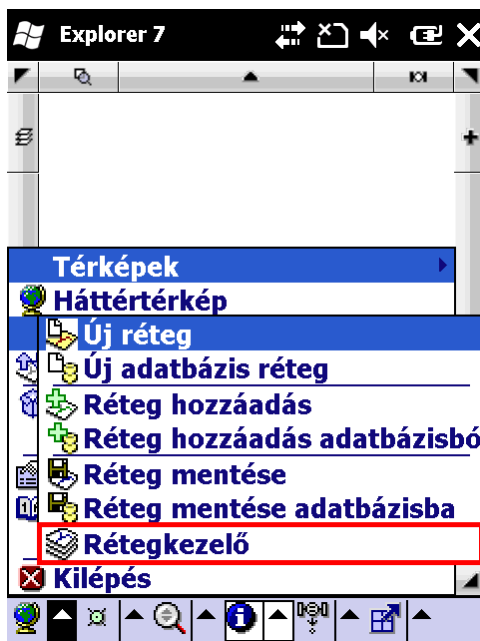 Explorer 7
Térképek
Háttértérkép
Új réteg
Új adatbázis réteg
Réteg hozzáadás
Réteg hozzáadás adatbázisbó
Réteg mentése
Réteg mentése adatbázisba
Rétegkezelő
Kilépés